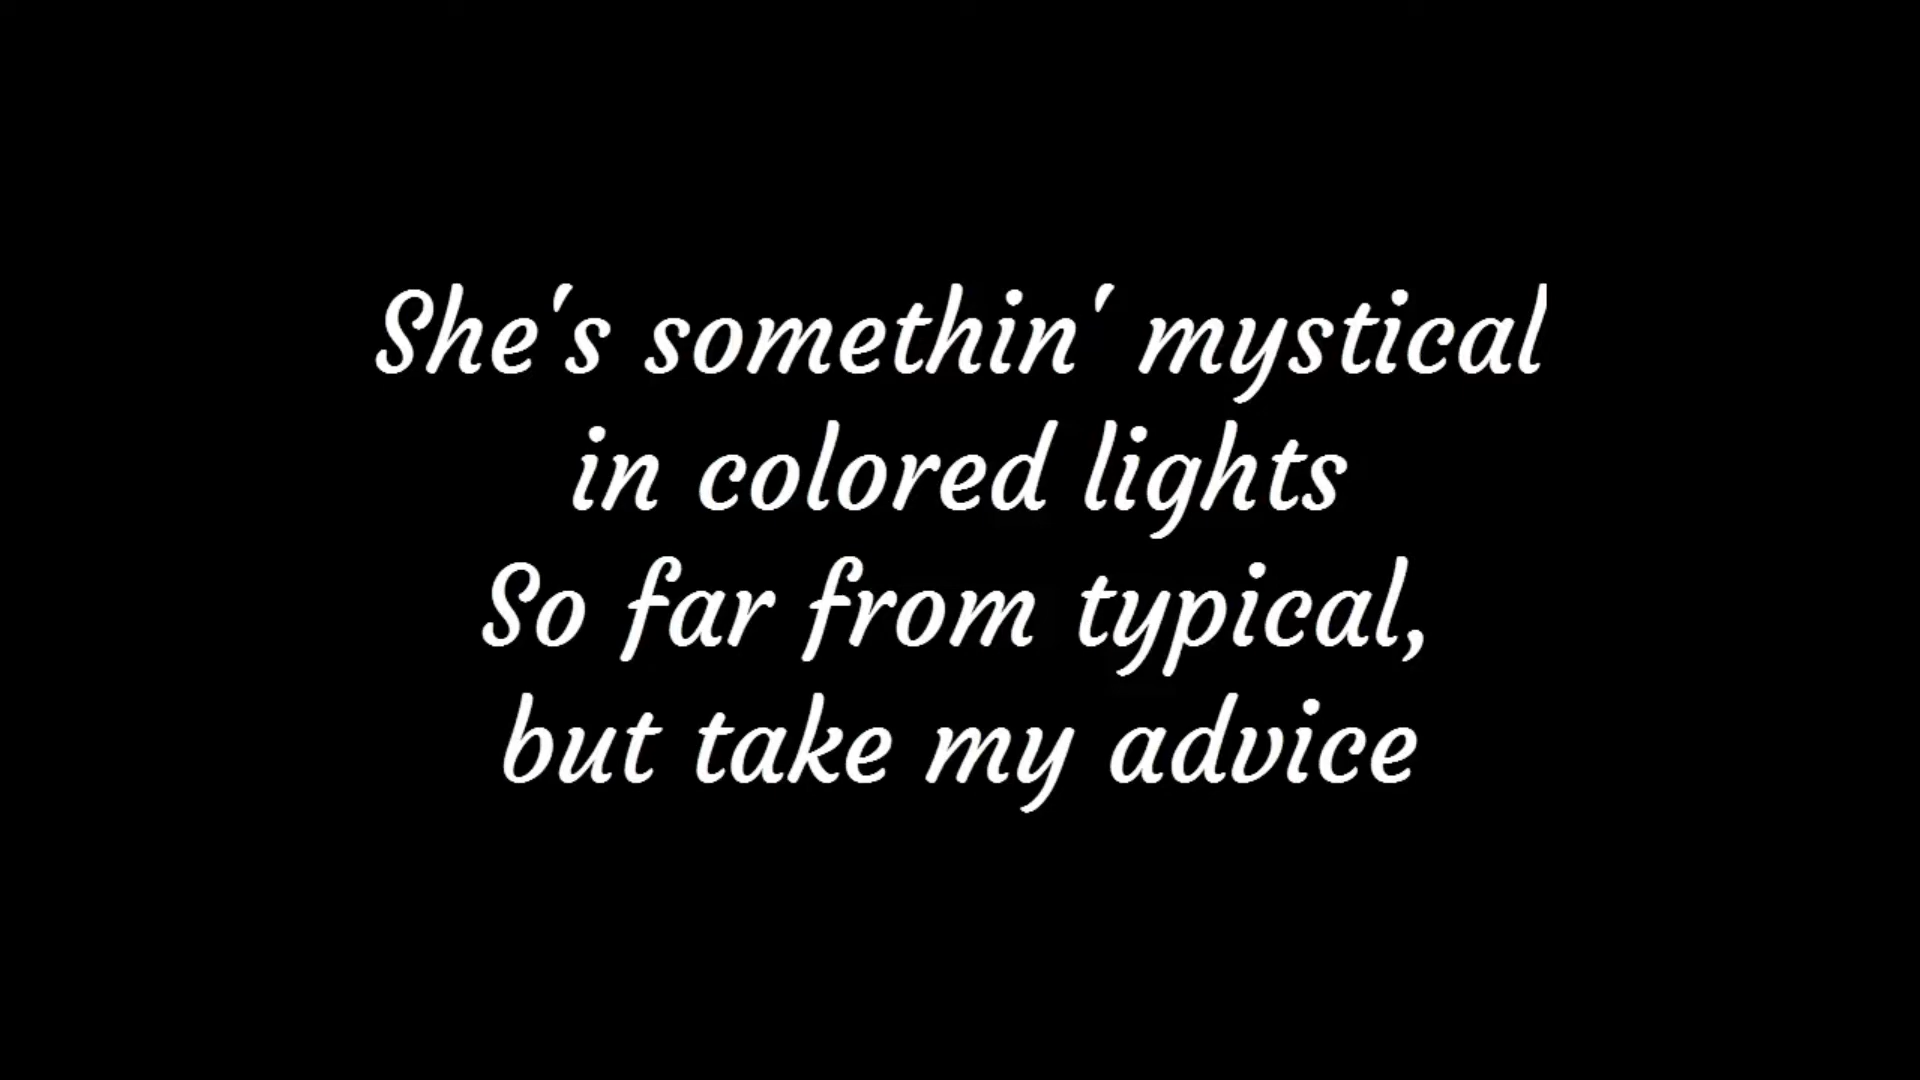 She's somethin' mystical
in colored lights
So far from typical,
but take my advice